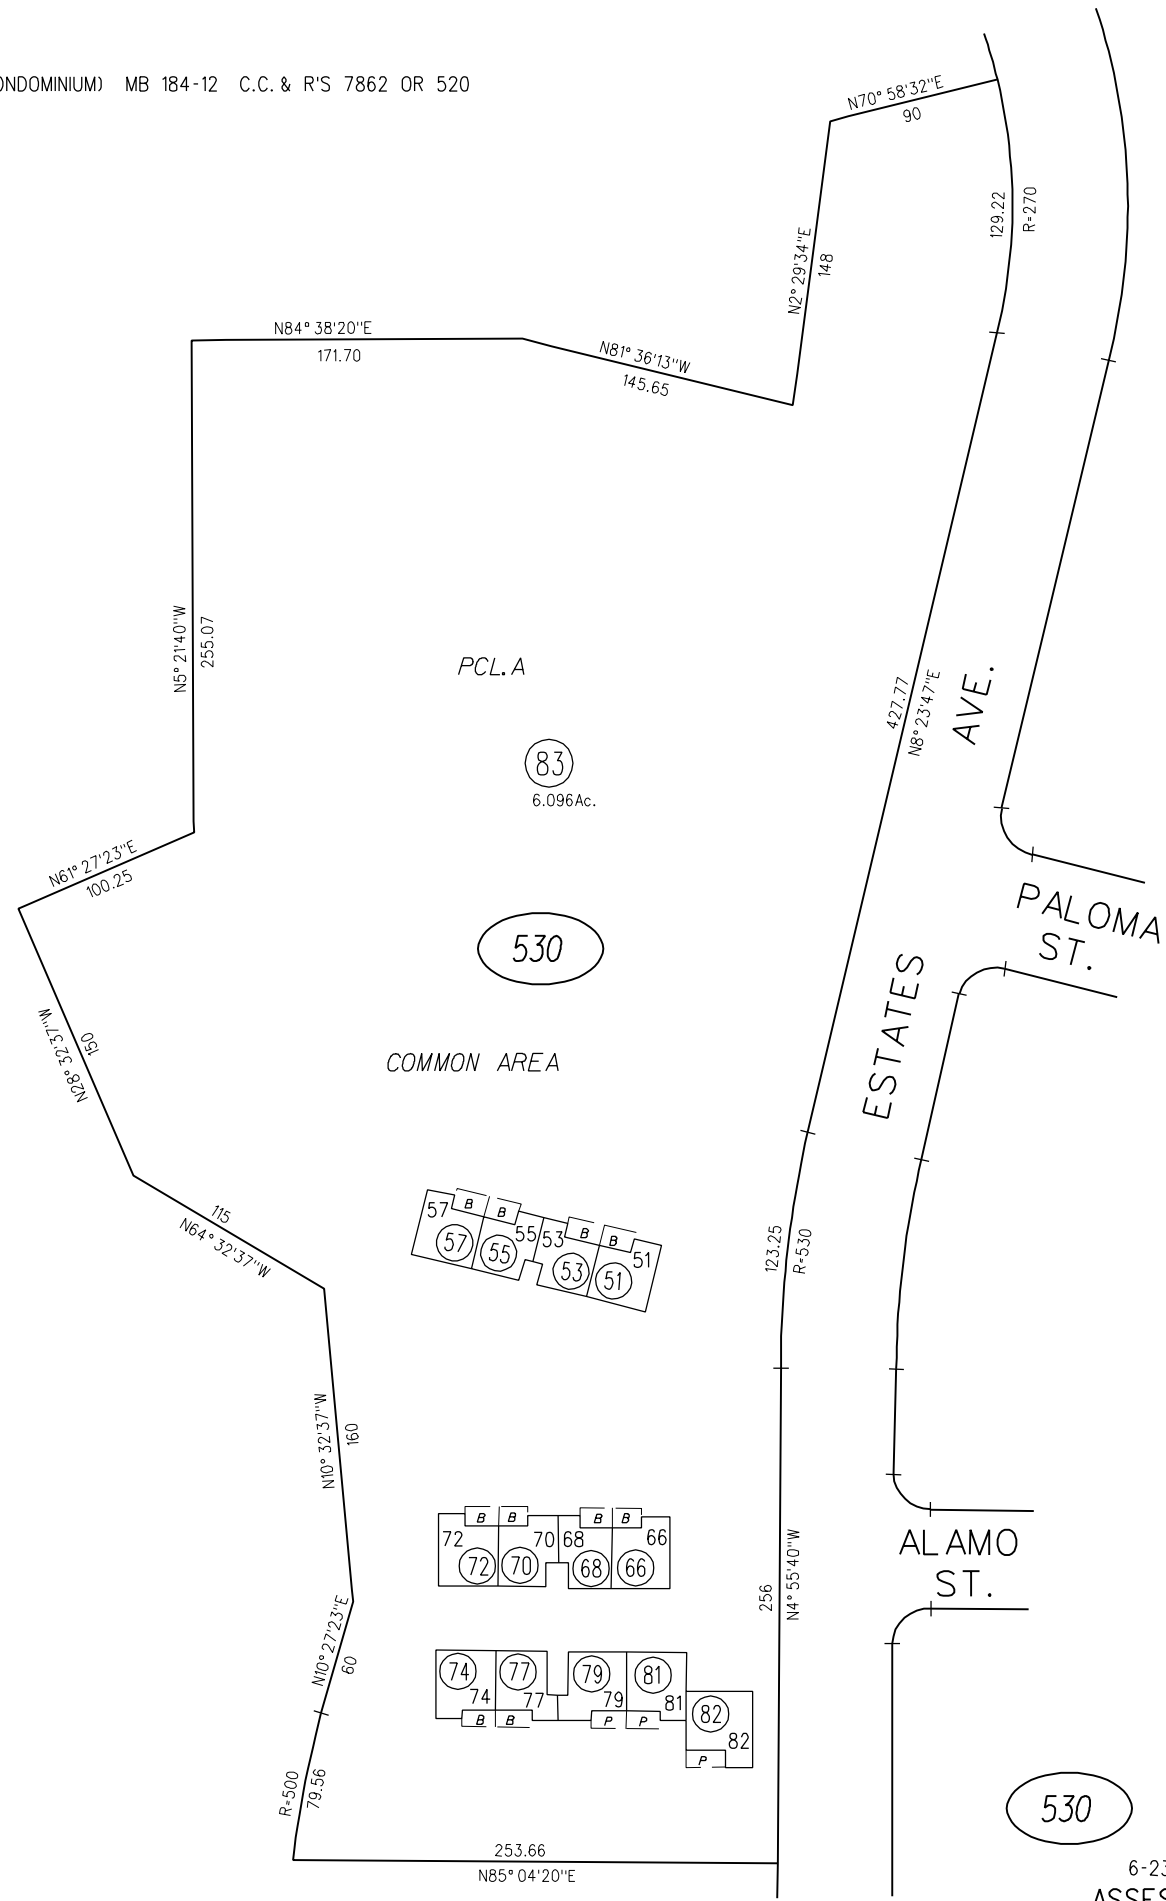 ONDOMINIUM) MB 184-12 C.C. & R'S 7862 OR 520
N70° 58'32"E
90
129.22
R=270
N2° 29'34"E
148
N84° 38'20"E
171.70
N81° 36'13"W
145.65
N5° 21'40"W
255.07
PCL. A
83
6.096Ac.
427.77
N8° 23'47"E
AVE.
ESTATES
N61° 27'23"E
100.25
PALOMA
ST.
530
N28° 32'37"W
150
COMMON AREA
115
N64° 32'37"W
57
B
B
55
53
B
B
51
57
55
53
51
123.25
R=530
N10° 32'37"W
160
B
B
B
B
72
70
68
66
72
70
68
66
ALAMO
ST.
256
N4° 55'40"W
N10° 27'23"E
60
74
77
79
81
74
77
79
81
B
B
P
P
82
82
P
R=500
79.56
253.66
N85° 04'20"E
530
6-23
ASSES